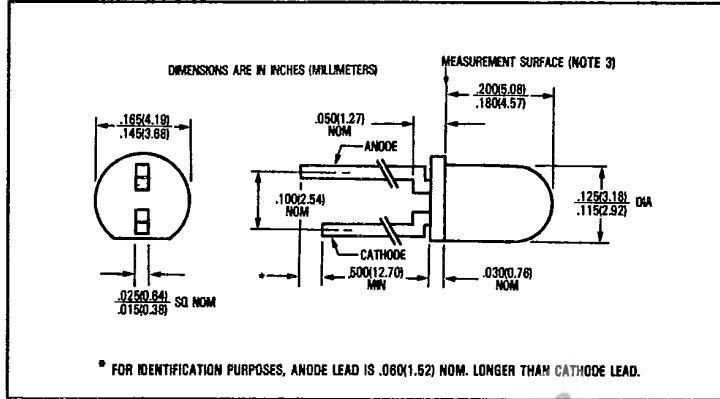 DIMENSIONS ARE IN INCHES (MILLIMETERS)
MEASUREMENT SURFACE (NOTE 3)
.165(4.19)
.145(3.68)
.050(1.27)
NOM
.200(5.08)
.180(4.57)
ANODE
.100(2.54)
NOM
.125(3.18)
.115(2.92)
DIA
CATHODE
*
.500(12.70)
MIN
.030(0.76)
NOM
.025(0.64)
.015(0.38)
SQ NOM
* FOR IDENTIFICATION PURPOSES, ANODE LEAD IS .060(1.52) NOM. LONGER THAN CATHODE LEAD.